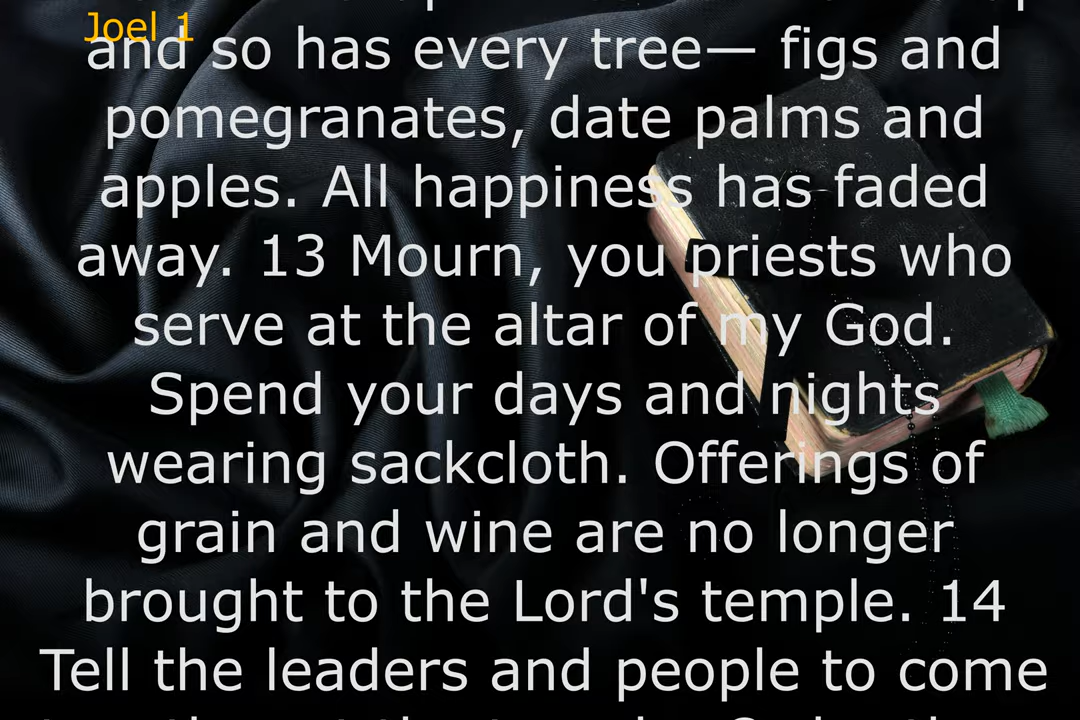 Joel 1
and so has every tree— figs and
pomegranates, date palms and
apples. All happiness has faded
away. 13 Mourn, you priests who
serve at the altar of my God.
Spend your days and nights
wearing sackcloth. Offerings of
grain and wine are no longer
brought to the Lord's temple. 14
Tell the leaders and people to come